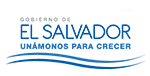 GOBIERNO DE
EL SALVADOR
UNÁMONOS PARA CRECER